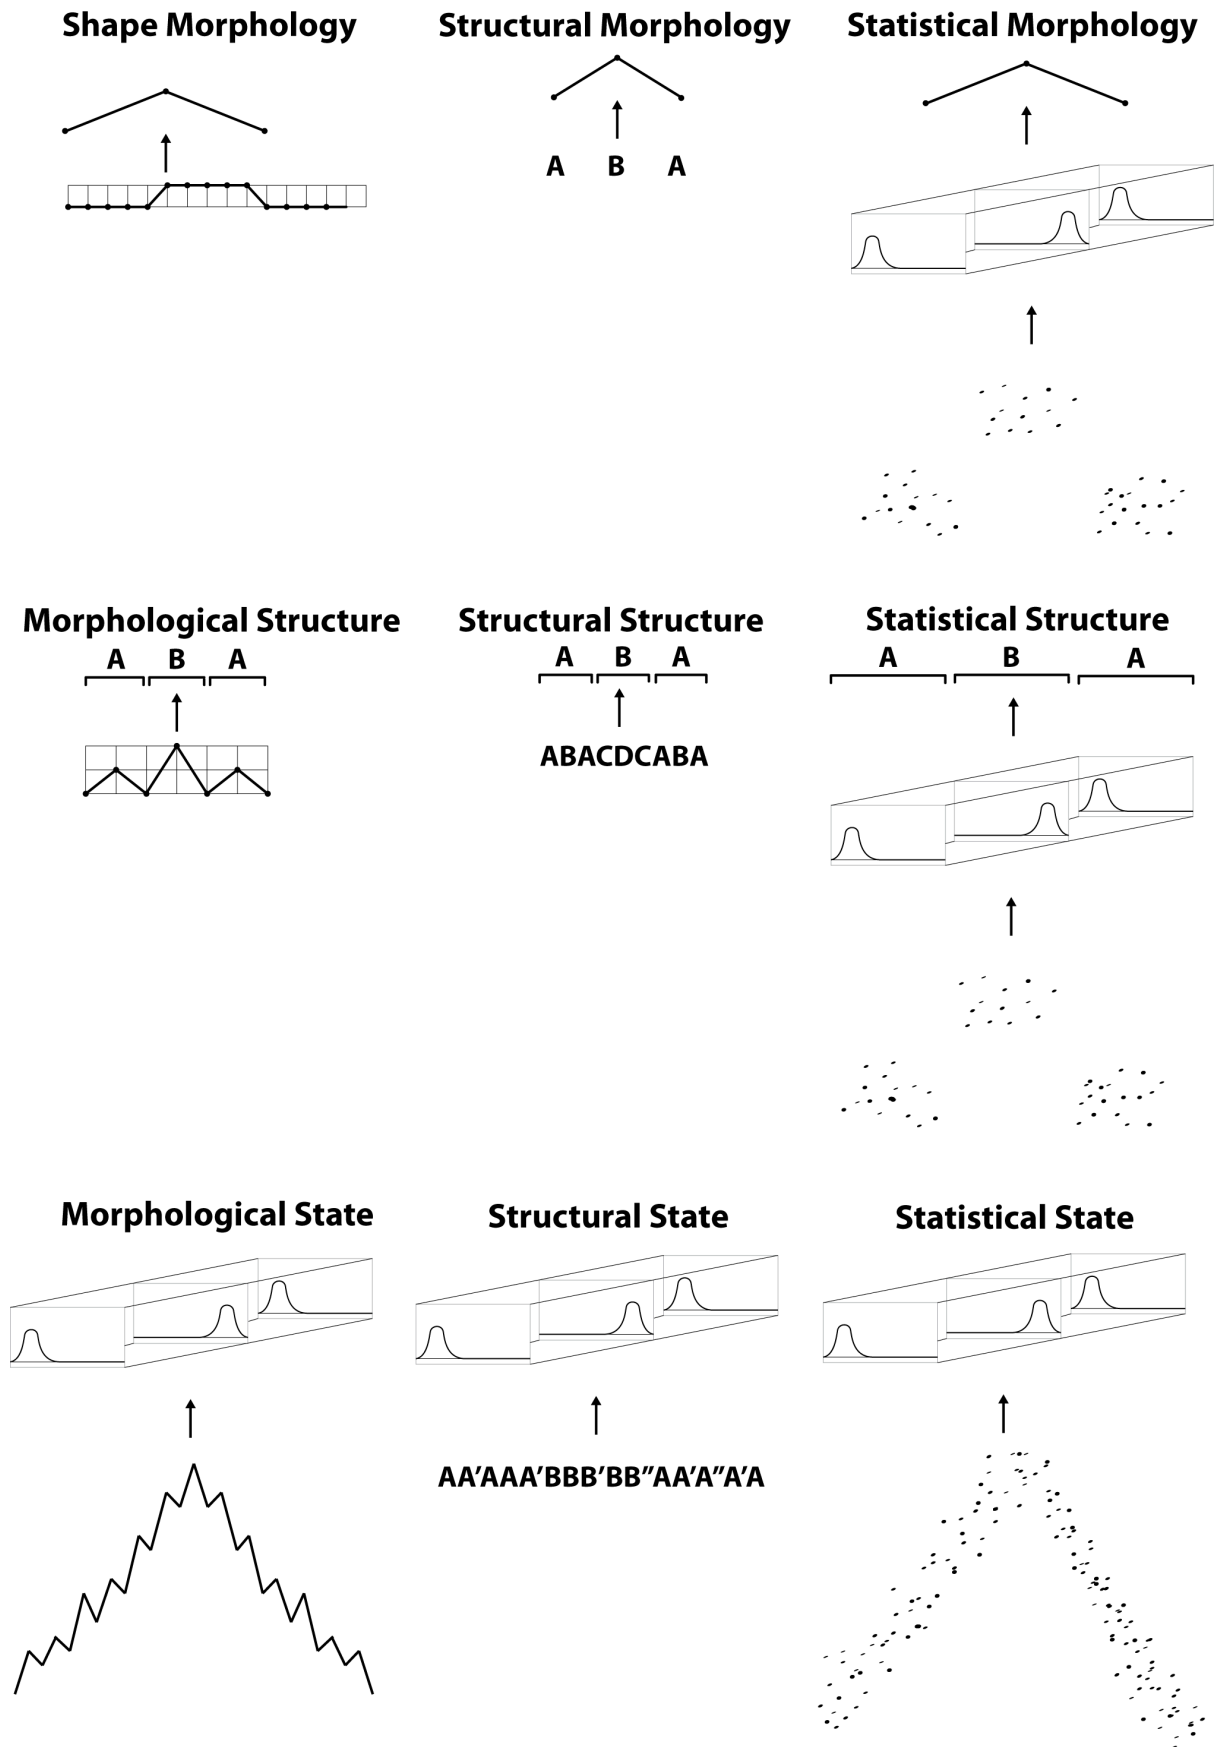 Shape Morphology
Structural Morphology
Statistical Morphology
A B A
Morphological Structure
Structural Structure
Statistical Structure
A B A
A B A
A B A
ABACDCABA
Morphological State
Structural State
Statistical State
AA’AAA’BBB’BB”AA’A”A’A